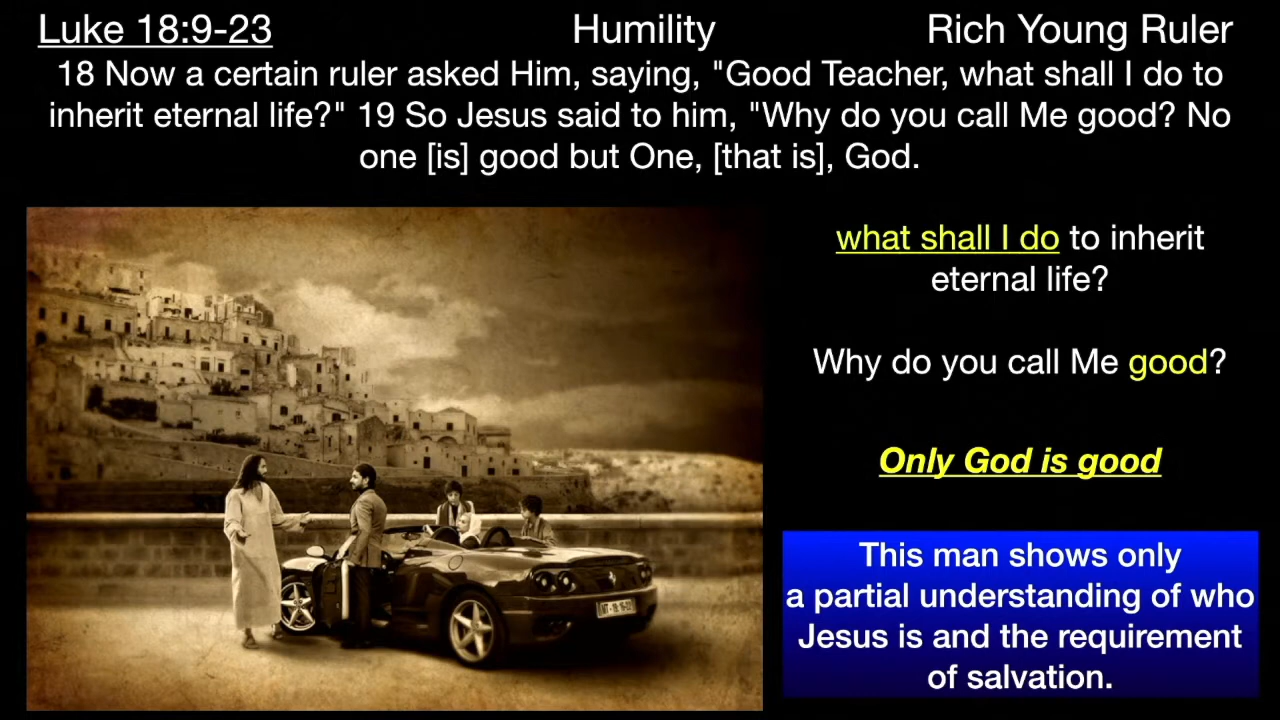 Luke 18:9-23 Humility Rich Young Ruler
18 Now a certain ruler asked Him, saying, "Good Teacher, what shall I do to
inherit eternal life?" 19 So Jesus said to him, "Why do you call Me good? No
one [is] good but One, [that is], God.
what shall I do to inherit
eternal life?
Why do you call Me good?
Only God is good
This man shows only
a partial understanding of who
Jesus is and the requirement
of salvation.